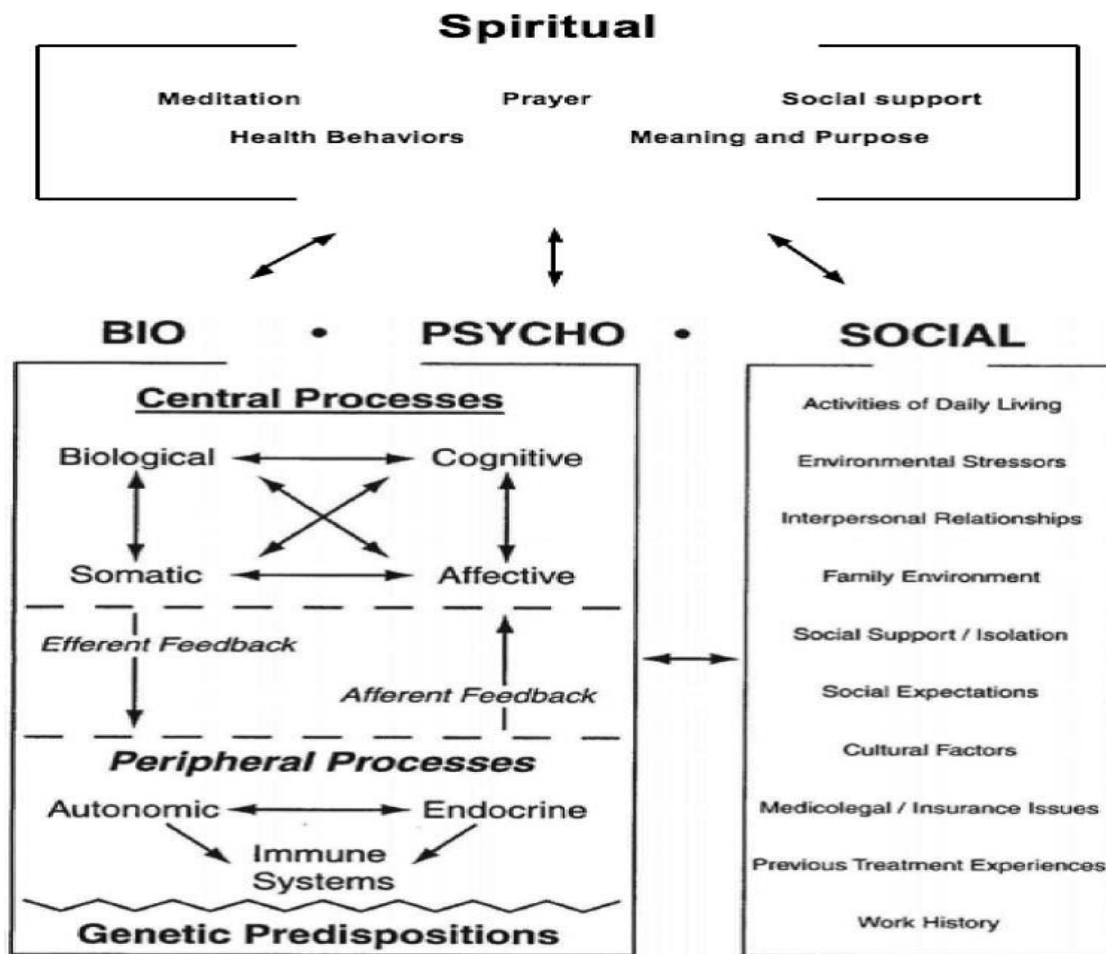 Spiritual
Meditation Prayer Social support
Health Behaviors Meaning and Purpose
BIO • PSYCHO • SOCIAL
Central Processes
Biological Cognitive
Somatic Affective
Efferent Feedback
Afferent Feedback
Peripheral Processes
Autonomic Endocrine
Immune
Systems
Genetic Predispositions
Activities of Daily Living
Environmental Stressors
Interpersonal Relationships
Family Environment
Social Support / Isolation
Social Expectations
Cultural Factors
Medicolegal / Insurance Issues
Previous Treatment Experiences
Work History